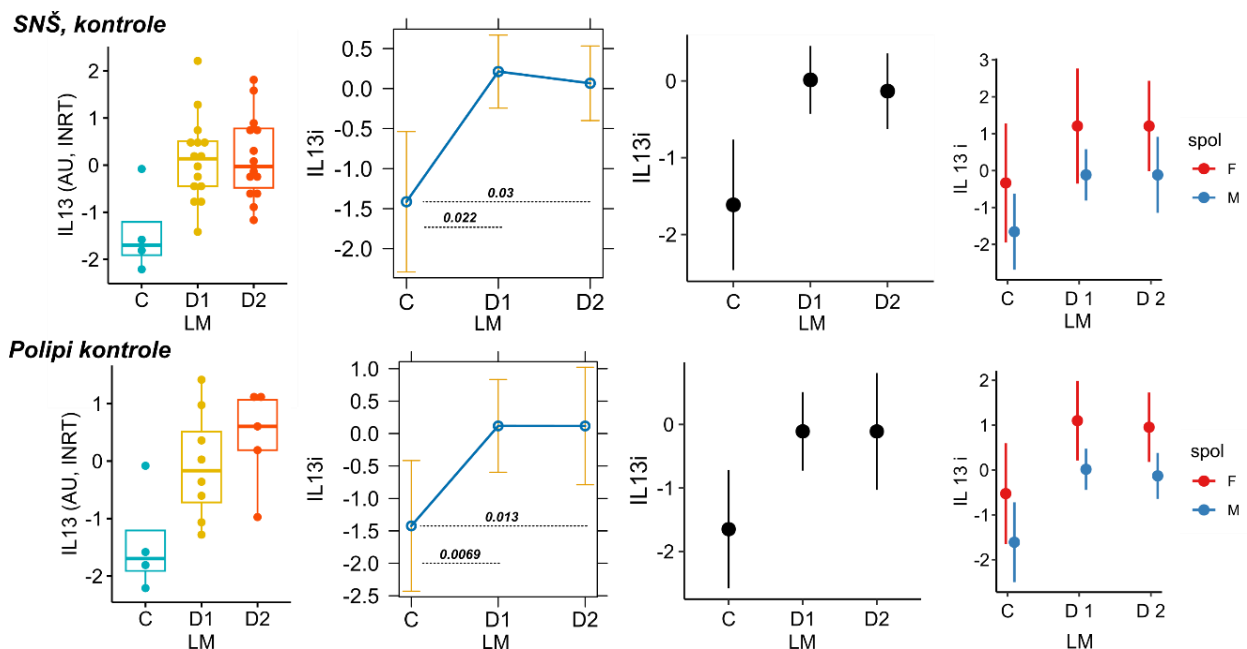 SNŠ, kontrole
IL13 (AU, INRT)
2
1
0
-1
-2
C D1 D2
LM
IL13i
0.5
0.0
-0.5
-1.0
-1.5
-2.0
0.03
0.022
C D1 D2
LM
IL13i
0
-1
-2
C D1 D2
LM
IL 13 i
3
2
1
0
-1
-2
C D 1 D 2
LM
spol
F
M
Polipi kontrole
IL13 (AU, INRT)
1
0
-1
-2
C D1 D2
LM
IL13i
1.0
0.5
0.0
-0.5
-1.0
-1.5
-2.0
-2.5
0.013
0.0069
C D1 D2
LM
IL13i
0
-1
-2
C D1 D2
LM
IL 13 i
2
1
0
-1
-2
C D 1 D 2
LM
spol
F
M